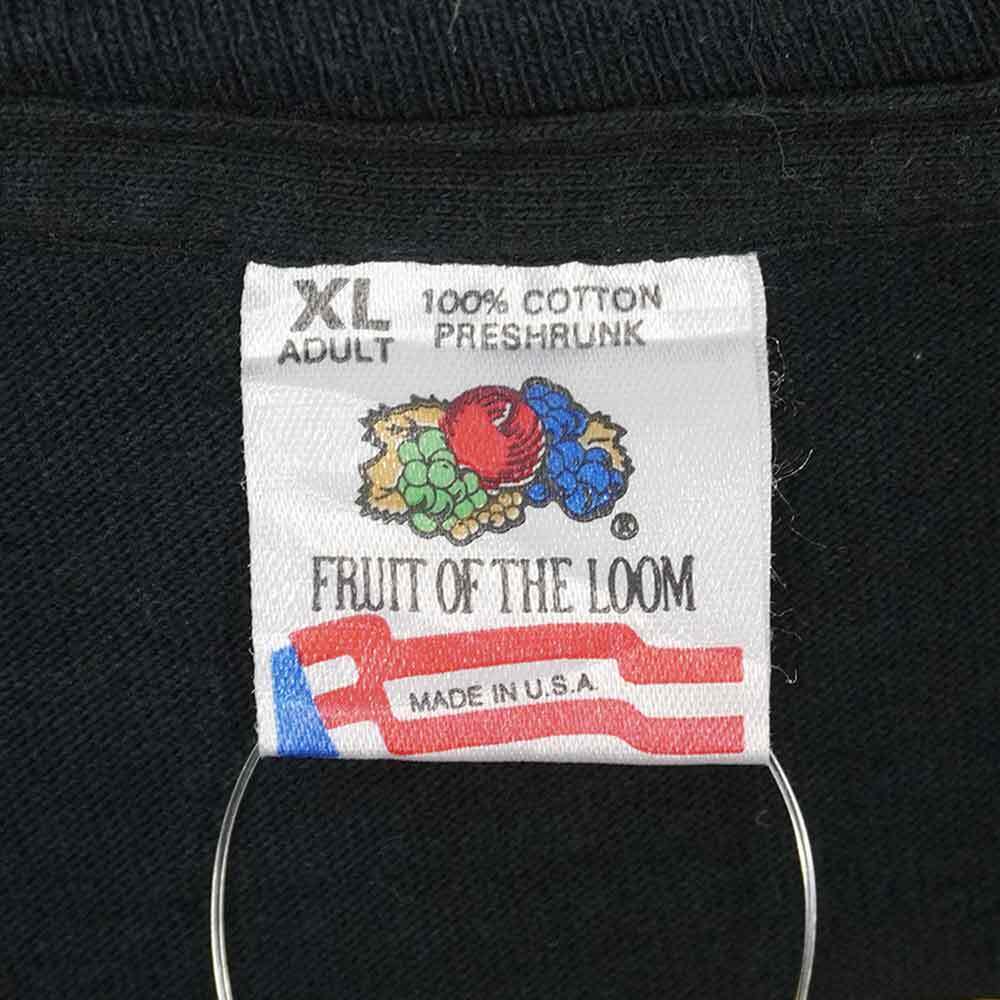 XL
ADULT
100% COTTON
PRESHRUNK
®
FRUIT OF THE LOOM
MADE IN U.S.A.